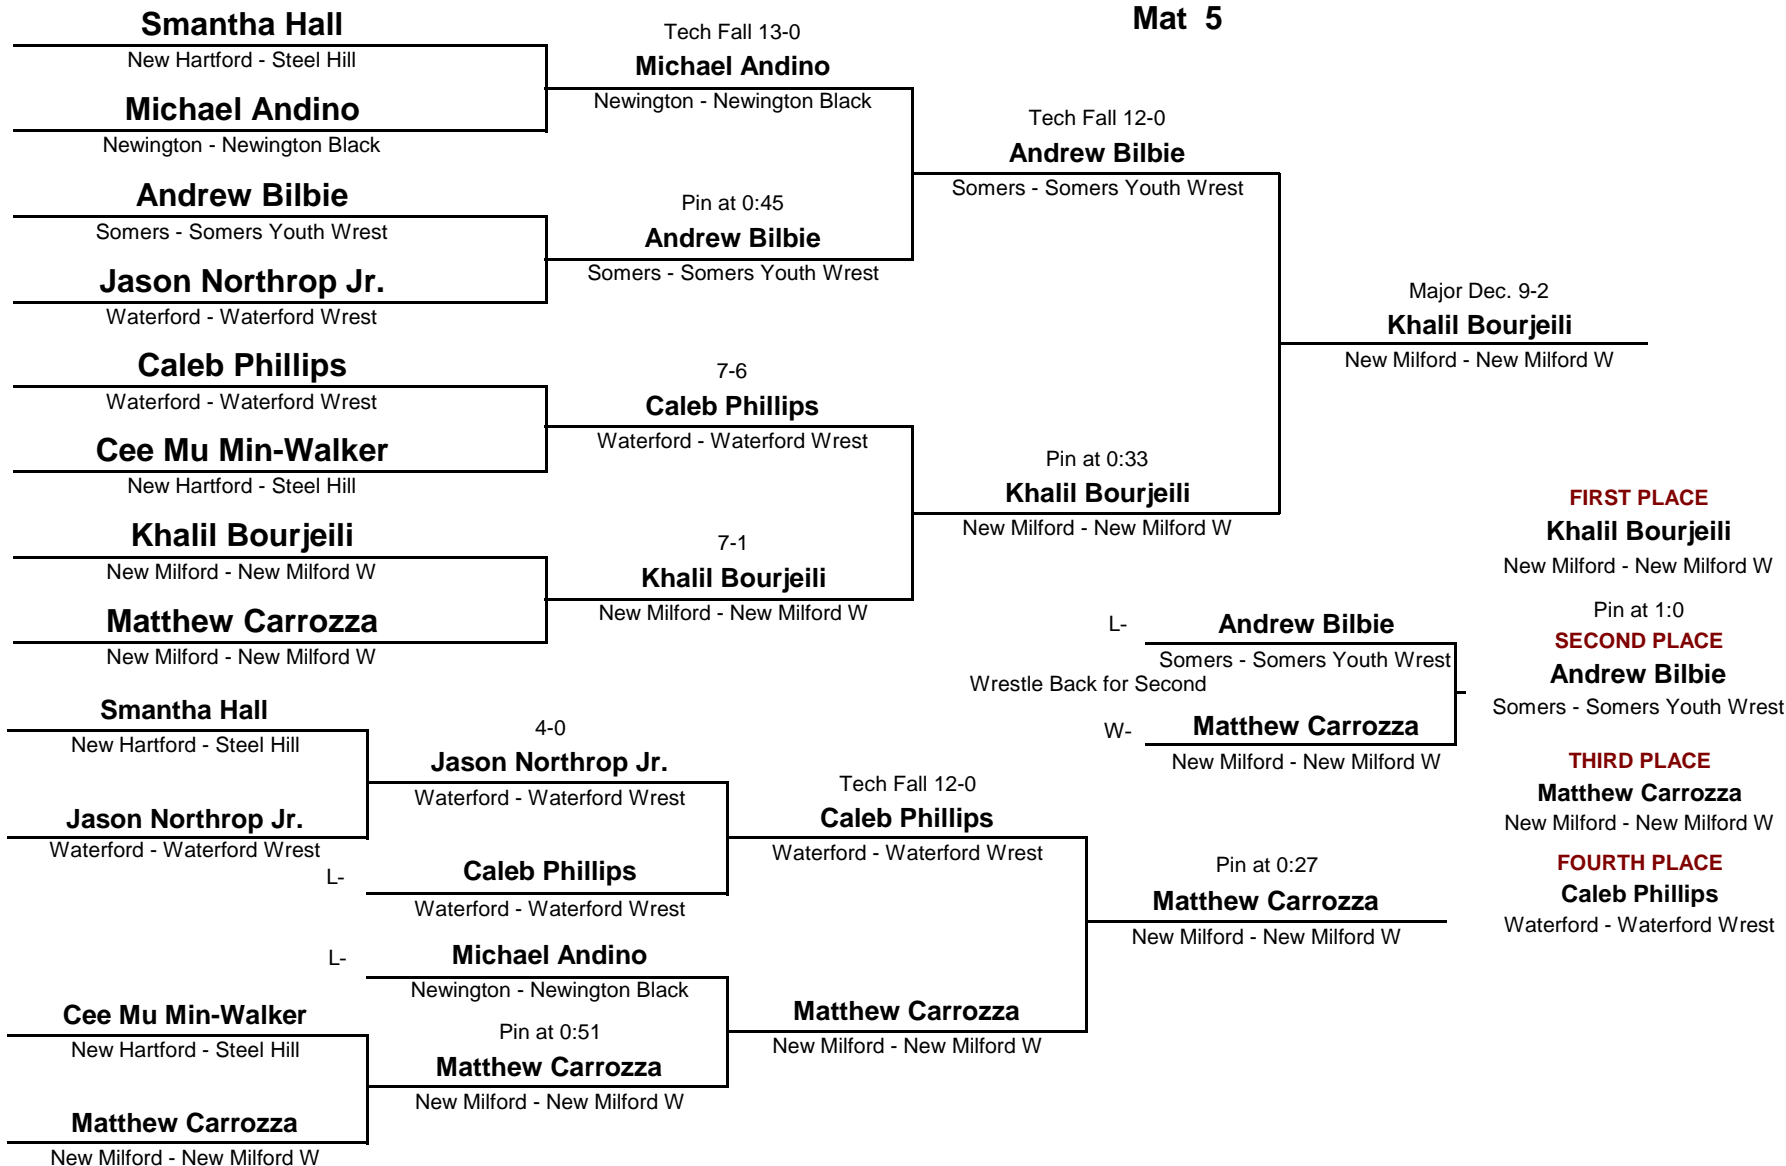 Mat 5
Smantha Hall
New Hartford - Steel Hill
Michael Andino
Newington - Newington Black
Andrew Bilbie
Somers - Somers Youth Wrest
Jason Northrop Jr.
Waterford - Waterford Wrest
Caleb Phillips
Waterford - Waterford Wrest
Cee Mu Min-Walker
New Hartford - Steel Hill
Khalil Bourjeili
New Milford - New Milford W
Matthew Carrozza
New Milford - New Milford W
Tech Fall 13-0
Michael Andino
Newington - Newington Black
Pin at 0:45
Andrew Bilbie
Somers - Somers Youth Wrest
7-6
Caleb Phillips
Waterford - Waterford Wrest
7-1
Khalil Bourjeili
New Milford - New Milford W
Tech Fall 12-0
Andrew Bilbie
Somers - Somers Youth Wrest
Pin at 0:33
Khalil Bourjeili
New Milford - New Milford W
Major Dec. 9-2
Khalil Bourjeili
New Milford - New Milford W
Smantha Hall
New Hartford - Steel Hill
Jason Northrop Jr.
Waterford - Waterford Wrest
Cee Mu Min-Walker
New Hartford - Steel Hill
Matthew Carrozza
New Milford - New Milford W
4-0
Jason Northrop Jr.
Waterford - Waterford Wrest
L-
Caleb Phillips
Waterford - Waterford Wrest
L-
Michael Andino
Newington - Newington Black
Pin at 0:51
Matthew Carrozza
New Milford - New Milford W
Tech Fall 12-0
Caleb Phillips
Waterford - Waterford Wrest
Matthew Carrozza
New Milford - New Milford W
Pin at 0:27
Matthew Carrozza
New Milford - New Milford W
L-
Andrew Bilbie
Somers - Somers Youth Wrest
Wrestle Back for Second
W-
Matthew Carrozza
New Milford - New Milford W
FIRST PLACE
Khalil Bourjeili
New Milford - New Milford W
Pin at 1:0
SECOND PLACE
Andrew Bilbie
Somers - Somers Youth Wrest
THIRD PLACE
Matthew Carrozza
New Milford - New Milford W
FOURTH PLACE
Caleb Phillips
Waterford - Waterford Wrest